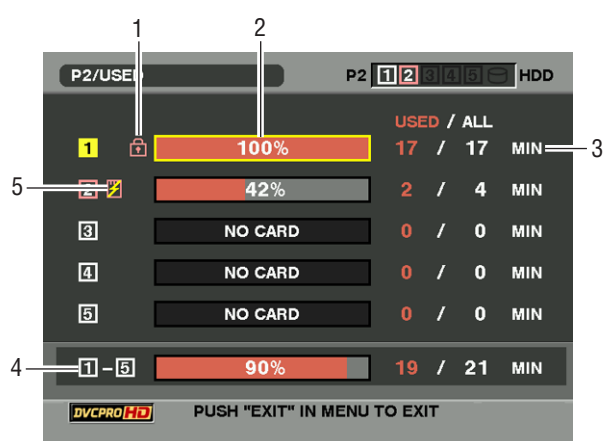 1 2
P2/USED P2 1 2 3 4 5 HDD
USED / ALL
1 100% 17 / 17 MIN 3
5 2 42% 2 / 4 MIN
3 NO CARD 0 / 0 MIN
4 NO CARD 0 / 0 MIN
5 NO CARD 0 / 0 MIN
4 1 – 5 90% 19 / 21 MIN
DVCPRO HD PUSH "EXIT" IN MENU TO EXIT